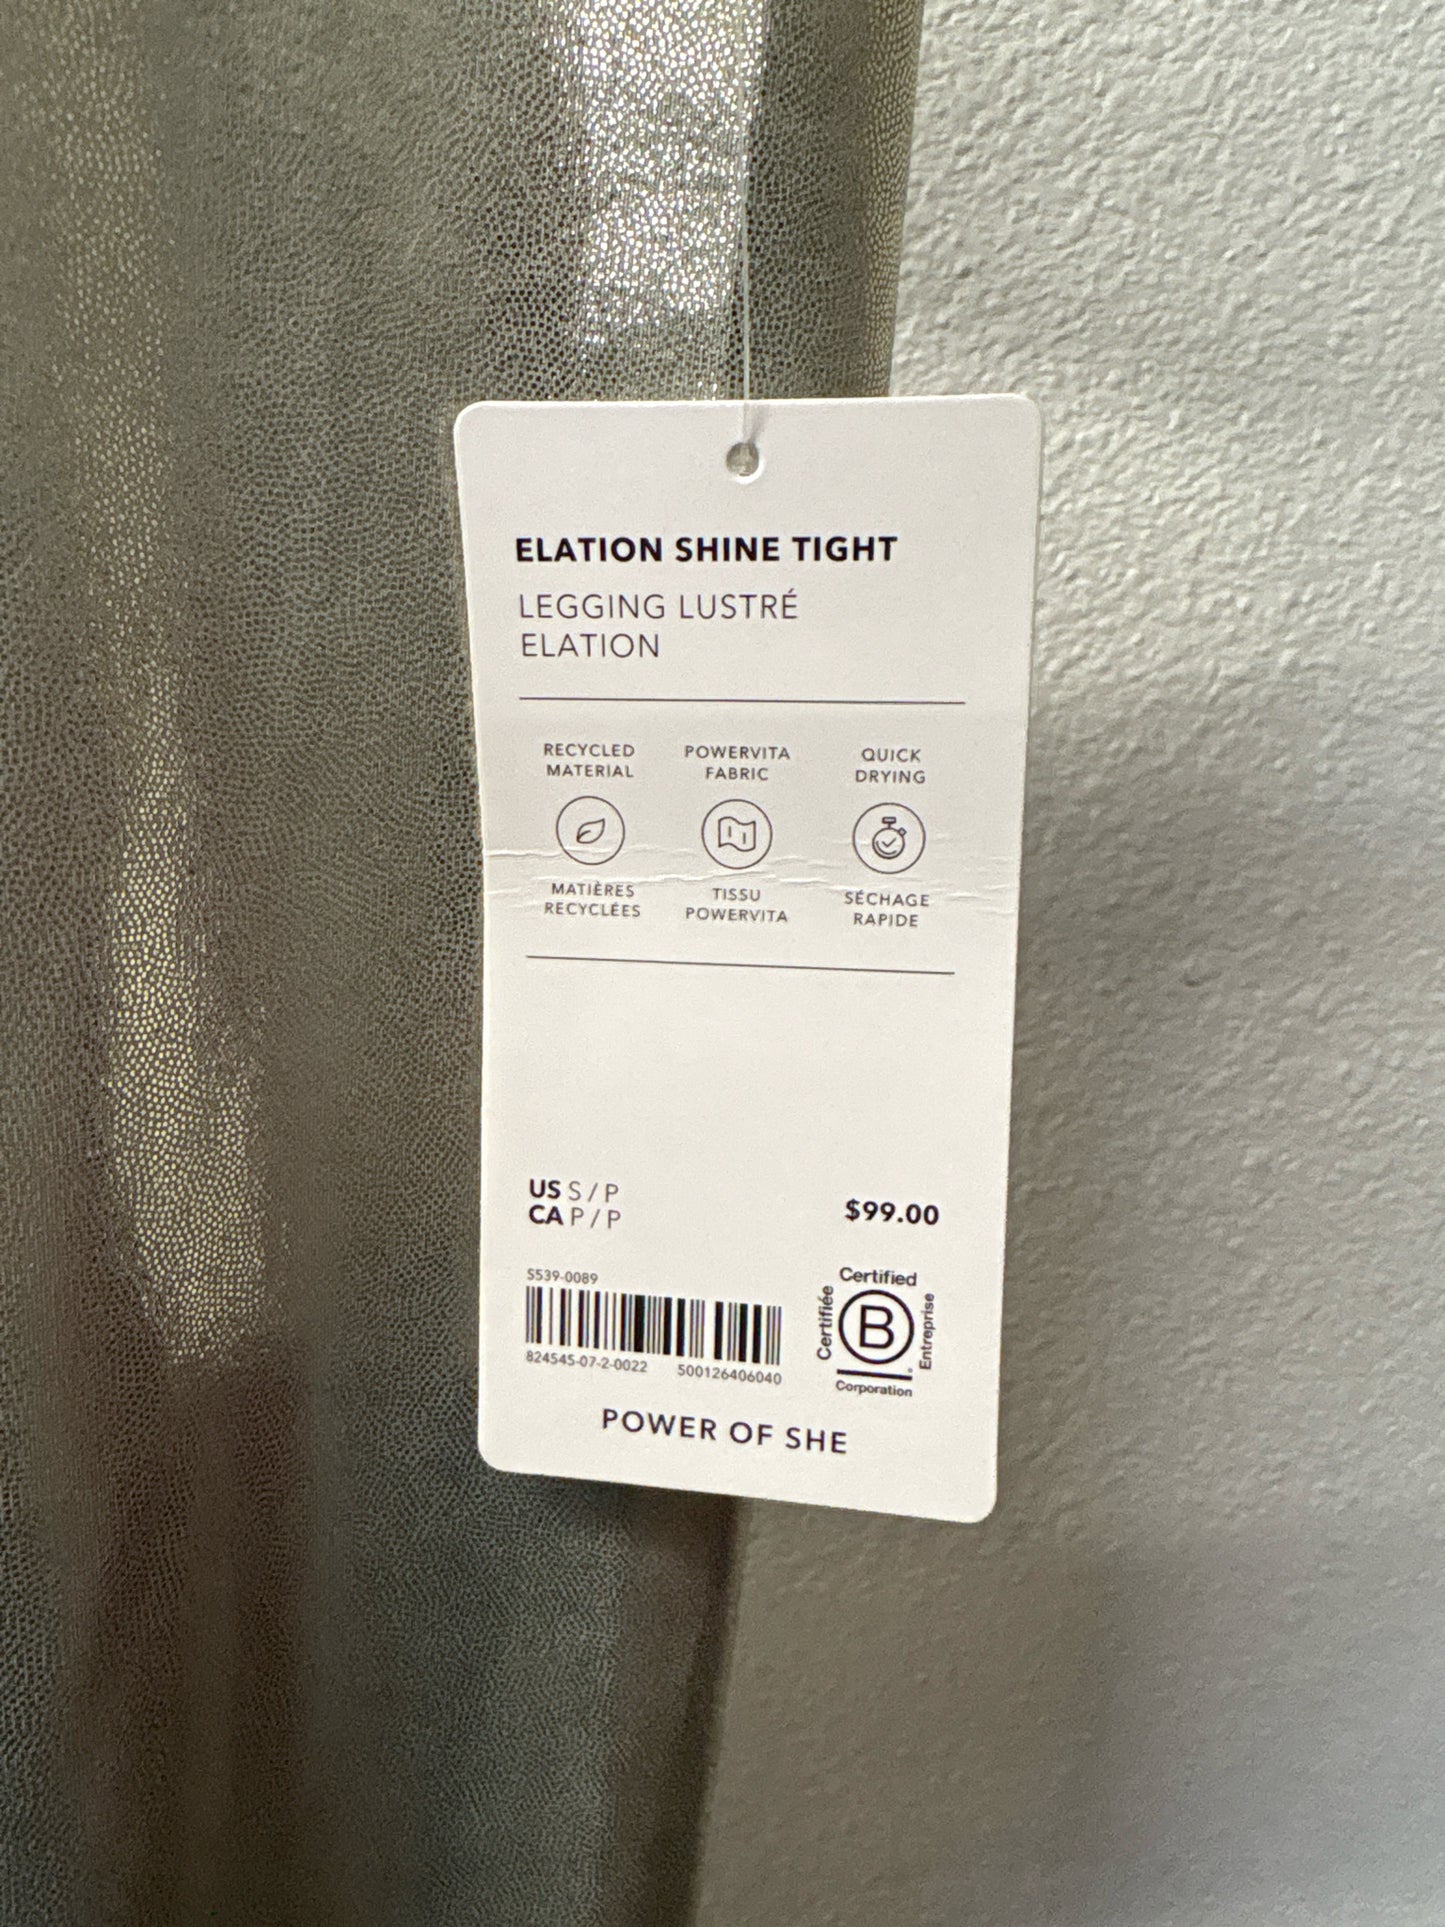 ELATION SHINE TIGHT
LEGGING LUSTRÉ
ELATION
RECYCLED
MATERIAL
MATIÈRES
RECYCLÉES
POWERVITA
FABRIC
TISSU
POWERVITA
QUICK
DRYING
SÉCHAGE
RAPIDE
US S / P
CA P / P
$99.00
S539-0089
824545-07-2-0022 500126406040
Certified
Certifiée
B
Entreprise
Corporation
POWER OF SHE